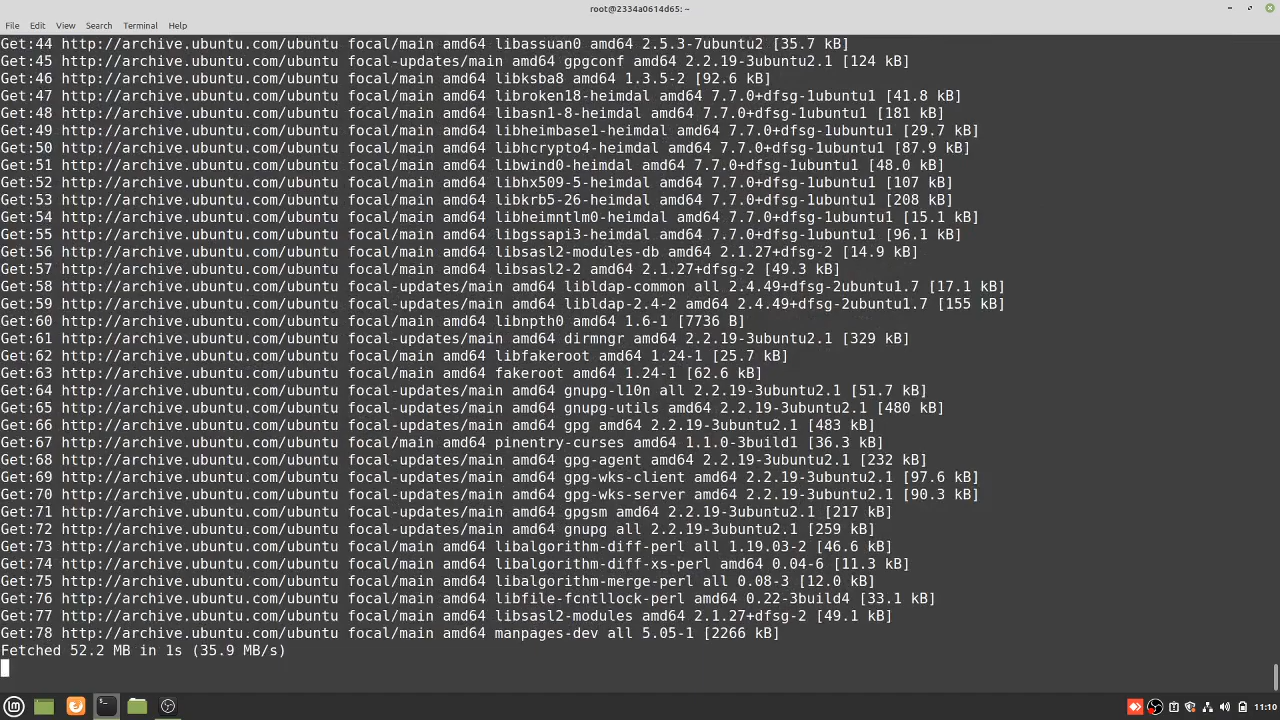 root@2334a0614d65: ~
File Edit View Search Terminal Help
Get:44 http://archive.ubuntu.com/ubuntu focal/main amd64 libassuan0 amd64 2.5.3-7ubuntu2 [35.7 kB]
Get:45 http://archive.ubuntu.com/ubuntu focal-updates/main amd64 gpgconf amd64 2.2.19-3ubuntu2.1 [124 kB]
Get:46 http://archive.ubuntu.com/ubuntu focal/main amd64 libksba8 amd64 1.3.5-2 [92.6 kB]
Get:47 http://archive.ubuntu.com/ubuntu focal/main amd64 libroken18-heimdal amd64 7.7.0+dfsg-1ubuntu1 [41.8 kB]
Get:48 http://archive.ubuntu.com/ubuntu focal/main amd64 libasn1-8-heimdal amd64 7.7.0+dfsg-1ubuntu1 [181 kB]
Get:49 http://archive.ubuntu.com/ubuntu focal/main amd64 libheimbase1-heimdal amd64 7.7.0+dfsg-1ubuntu1 [29.7 kB]
Get:50 http://archive.ubuntu.com/ubuntu focal/main amd64 libhcrypto4-heimdal amd64 7.7.0+dfsg-1ubuntu1 [87.9 kB]
Get:51 http://archive.ubuntu.com/ubuntu focal/main amd64 libwind0-heimdal amd64 7.7.0+dfsg-1ubuntu1 [48.0 kB]
Get:52 http://archive.ubuntu.com/ubuntu focal/main amd64 libhx509-5-heimdal amd64 7.7.0+dfsg-1ubuntu1 [107 kB]
Get:53 http://archive.ubuntu.com/ubuntu focal/main amd64 libkrb5-26-heimdal amd64 7.7.0+dfsg-1ubuntu1 [208 kB]
Get:54 http://archive.ubuntu.com/ubuntu focal/main amd64 libheimntlm0-heimdal amd64 7.7.0+dfsg-1ubuntu1 [15.1 kB]
Get:55 http://archive.ubuntu.com/ubuntu focal/main amd64 libgssapi3-heimdal amd64 7.7.0+dfsg-1ubuntu1 [96.1 kB]
Get:56 http://archive.ubuntu.com/ubuntu focal/main amd64 libsasl2-modules-db amd64 2.1.27+dfsg-2 [14.9 kB]
Get:57 http://archive.ubuntu.com/ubuntu focal/main amd64 libsasl2-2 amd64 2.1.27+dfsg-2 [49.3 kB]
Get:58 http://archive.ubuntu.com/ubuntu focal-updates/main amd64 libldap-common all 2.4.49+dfsg-2ubuntu1.7 [17.1 kB]
Get:59 http://archive.ubuntu.com/ubuntu focal-updates/main amd64 libldap-2.4-2 amd64 2.4.49+dfsg-2ubuntu1.7 [155 kB]
Get:60 http://archive.ubuntu.com/ubuntu focal/main amd64 libnpth0 amd64 1.6-1 [7736 B]
Get:61 http://archive.ubuntu.com/ubuntu focal-updates/main amd64 dirmngr amd64 2.2.19-3ubuntu2.1 [329 kB]
Get:62 http://archive.ubuntu.com/ubuntu focal/main amd64 libfakeroot amd64 1.24-1 [25.7 kB]
Get:63 http://archive.ubuntu.com/ubuntu focal/main amd64 fakeroot amd64 1.24-1 [62.6 kB]
Get:64 http://archive.ubuntu.com/ubuntu focal-updates/main amd64 gnupg-l10n all 2.2.19-3ubuntu2.1 [51.7 kB]
Get:65 http://archive.ubuntu.com/ubuntu focal-updates/main amd64 gnupg-utils amd64 2.2.19-3ubuntu2.1 [480 kB]
Get:66 http://archive.ubuntu.com/ubuntu focal-updates/main amd64 gpg amd64 2.2.19-3ubuntu2.1 [483 kB]
Get:67 http://archive.ubuntu.com/ubuntu focal/main amd64 pinentry-curses amd64 1.1.0-3build1 [36.3 kB]
Get:68 http://archive.ubuntu.com/ubuntu focal-updates/main amd64 gpg-agent amd64 2.2.19-3ubuntu2.1 [232 kB]
Get:69 http://archive.ubuntu.com/ubuntu focal-updates/main amd64 gpg-wks-client amd64 2.2.19-3ubuntu2.1 [97.6 kB]
Get:70 http://archive.ubuntu.com/ubuntu focal-updates/main amd64 gpg-wks-server amd64 2.2.19-3ubuntu2.1 [90.3 kB]
Get:71 http://archive.ubuntu.com/ubuntu focal-updates/main amd64 gpgsm amd64 2.2.19-3ubuntu2.1 [217 kB]
Get:72 http://archive.ubuntu.com/ubuntu focal-updates/main amd64 gnupg all 2.2.19-3ubuntu2.1 [259 kB]
Get:73 http://archive.ubuntu.com/ubuntu focal/main amd64 libalgorithm-diff-perl all 1.19.03-2 [46.6 kB]
Get:74 http://archive.ubuntu.com/ubuntu focal/main amd64 libalgorithm-diff-xs-perl amd64 0.04-6 [11.3 kB]
Get:75 http://archive.ubuntu.com/ubuntu focal/main amd64 libalgorithm-merge-perl all 0.08-3 [12.0 kB]
Get:76 http://archive.ubuntu.com/ubuntu focal/main amd64 libfile-fcntllock-perl amd64 0.22-3build4 [33.1 kB]
Get:77 http://archive.ubuntu.com/ubuntu focal/main amd64 libsasl2-modules amd64 2.1.27+dfsg-2 [49.1 kB]
Get:78 http://archive.ubuntu.com/ubuntu focal/main amd64 manpages-dev all 5.05-1 [2266 kB]
Fetched 52.2 MB in 1s (35.9 MB/s)
11:10